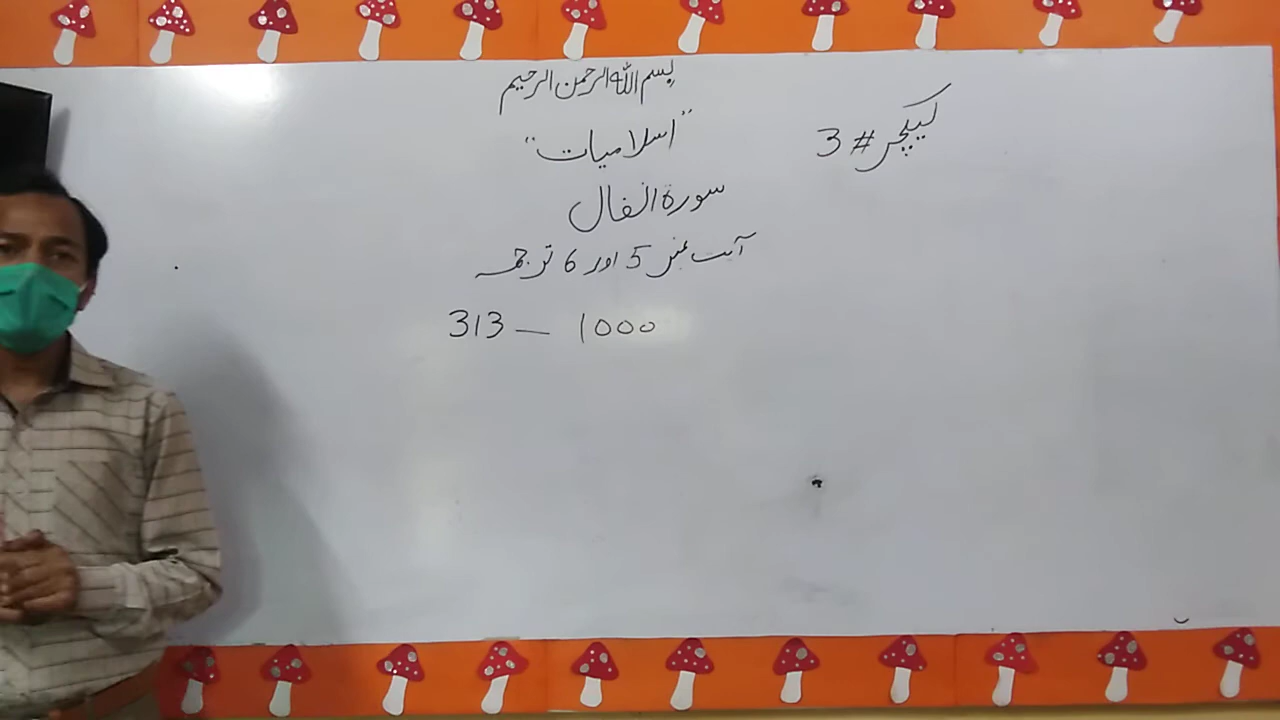 بسم اللہ الرحمن الرحیم
لیکچر # 3
"اسلامیات"
سورۃ انفال
آیت نمبر 5 اور 6 ترجمہ
313 — 1000